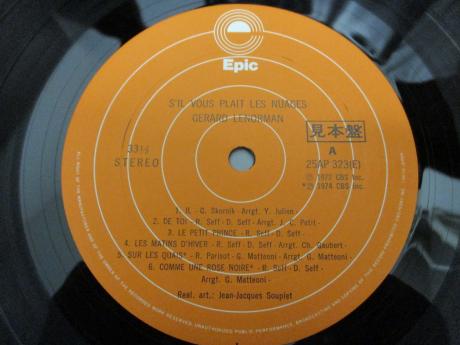 Epic
S'IL VOUS PLAIT LES NUAGES
GERARD LENORMAN
33⅓
STEREO
見本盤
A
25AP 323(E)
℗ 1972 CBS Inc.
*℗ 1974 CBS Inc.
1. IL - C. Skornik - Arrgt. Y. Julien -
2. DE TOI - R. Seff - D. Seff - Arrgt. J. C. Petit -
3. LE PETIT PRINCE - R. Seff - D. Seff -
4. LES MATINS D'HIVER - R. Seff - D. Seff - Arrgt. Ch. Gaubert -
5. SUR LES QUAIS* - R. Parisot - G. Matteoni - Arrgt. G. Matteoni -
6. COMME UNE ROSE NOIRE* - R. Seff - D. Seff -
Arrgt. G. Matteoni -
Real. art.: Jean-Jacques Souplet